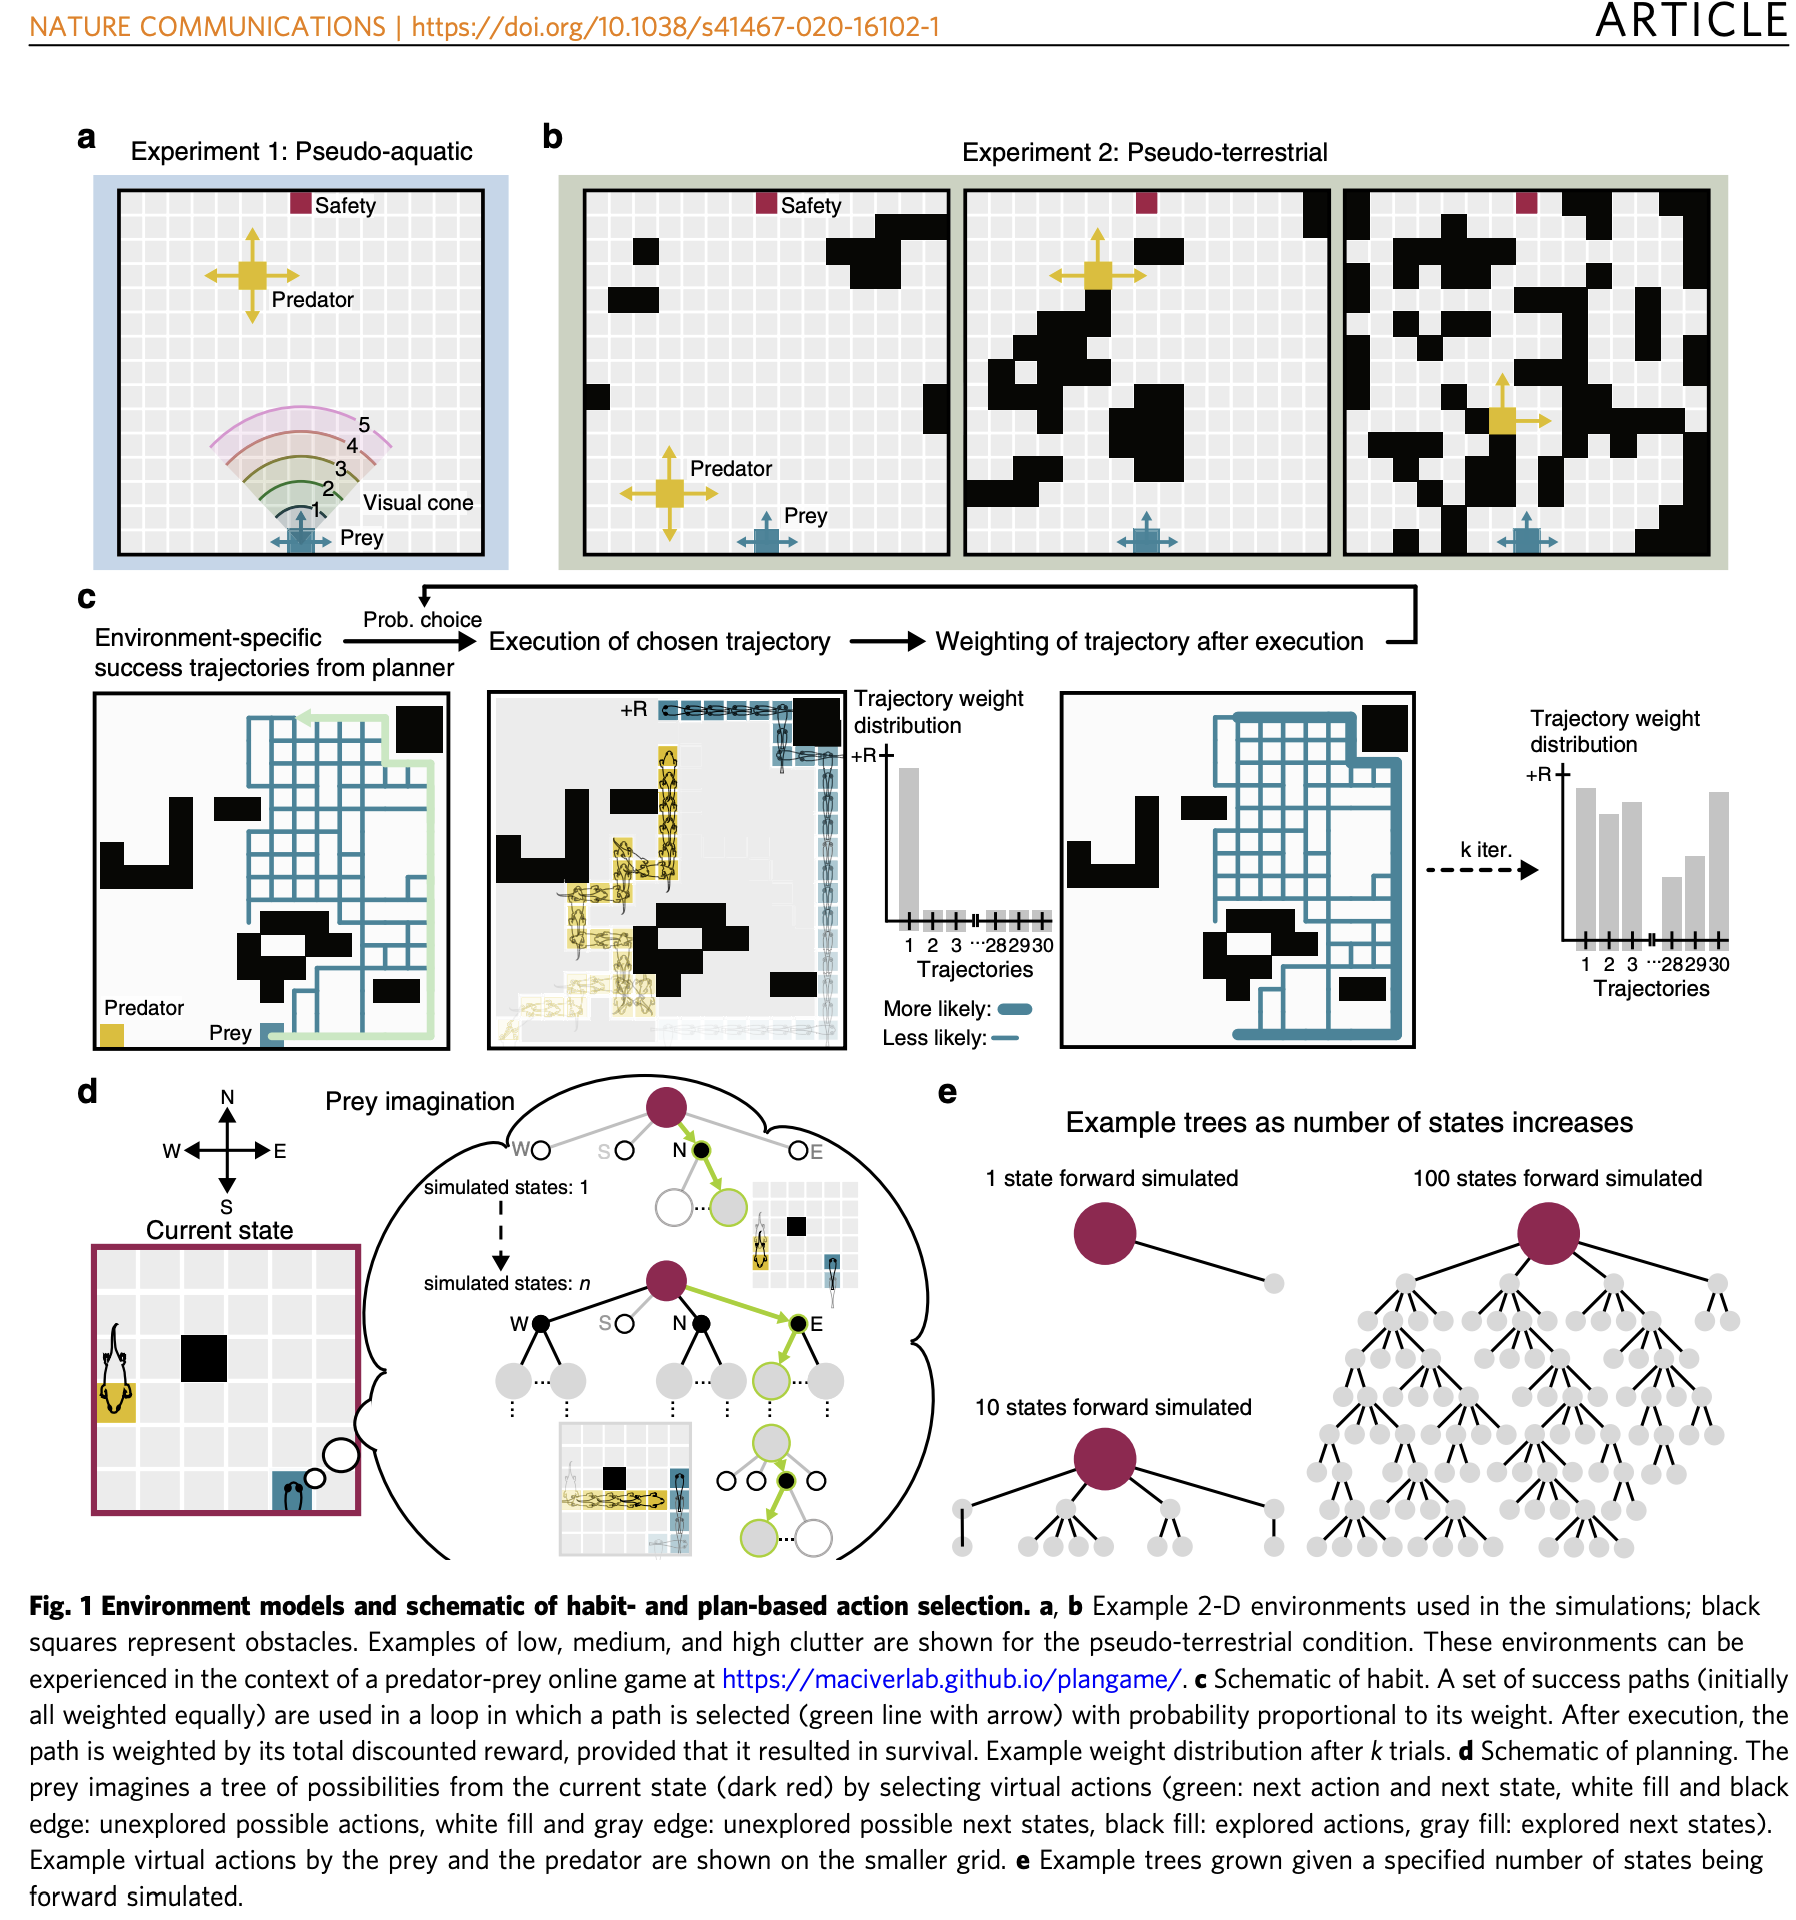 NATURE COMMUNICATIONS | https://doi.org/10.1038/s41467-020-16102-1
ARTICLE
a
Experiment 1: Pseudo-aquatic
Safety
Predator
5
4
3
2
1
Visual cone
Prey
b
Experiment 2: Pseudo-terrestrial
Safety
Predator
Prey
c
Prob. choice
Environment-specific
success trajectories from planner
Execution of chosen trajectory
Weighting of trajectory after execution
Predator
Prey
+R
Trajectory weight
distribution
+R
1 2 3 ...28 29 30
Trajectories
More likely:
Less likely:
k iter.
Trajectory weight
distribution
+R
1 2 3 ...28 29 30
Trajectories
d
N
W E
S
Current state
Prey imagination
W S N E
simulated states: 1
simulated states: n
W S N E
...
e
Example trees as number of states increases
1 state forward simulated
100 states forward simulated
10 states forward simulated
Fig. 1 Environment models and schematic of habit- and plan-based action selection. a, b Example 2-D environments used in the simulations; black
squares represent obstacles. Examples of low, medium, and high clutter are shown for the pseudo-terrestrial condition. These environments can be
experienced in the context of a predator-prey online game at https://maciverlab.github.io/plangame/. c Schematic of habit. A set of success paths (initially
all weighted equally) are used in a loop in which a path is selected (green line with arrow) with probability proportional to its weight. After execution, the
path is weighted by its total discounted reward, provided that it resulted in survival. Example weight distribution after k trials. d Schematic of planning. The
prey imagines a tree of possibilities from the current state (dark red) by selecting virtual actions (green: next action and next state, white fill and black
edge: unexplored possible actions, white fill and gray edge: unexplored possible next states, black fill: explored actions, gray fill: explored next states).
Example virtual actions by the prey and the predator are shown on the smaller grid. e Example trees grown given a specified number of states being
forward simulated.